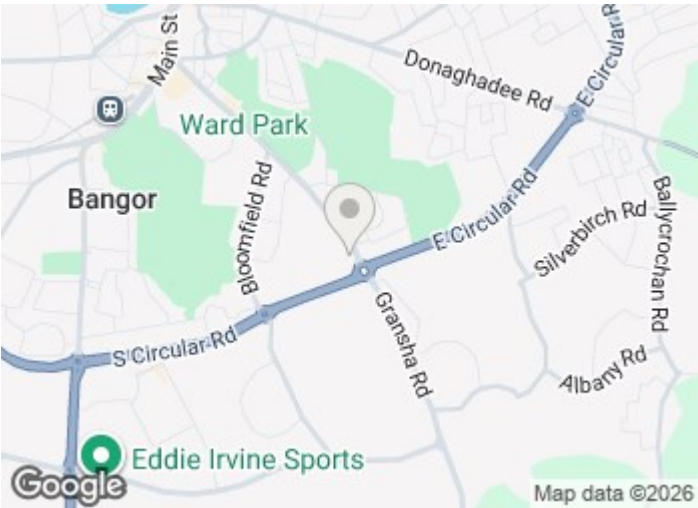 Main St
Donaghadee Rd
E Circular R
Ward Park
Bangor
Bloomfield Rd
E Circular Rd
Silverbirch Rd
Ballycrochan Rd
S Circular Rd
Gransha Rd
Albany Rd
Eddie Irvine Sports
Google
Map data ©2026